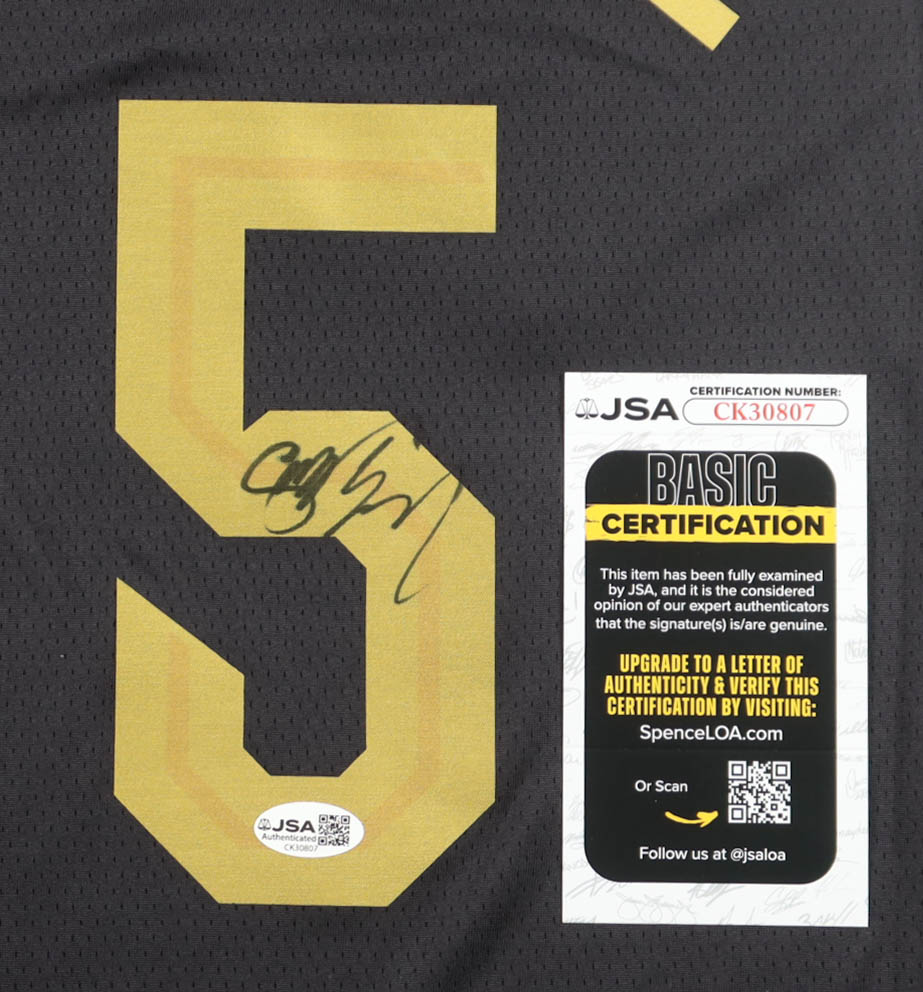 5
JSA
Authenticated
CK30807
JSA
CERTIFICATION NUMBER:
CK30807
BASIC
CERTIFICATION
This item has been fully examined
by JSA, and it is the considered
opinion of our expert authenticators
that the signature(s) is/are genuine.
UPGRADE TO A LETTER OF
AUTHENTICITY & VERIFY THIS
CERTIFICATION BY VISITING:
SpenceLOA.com
Or Scan
Follow us at @jsaloa